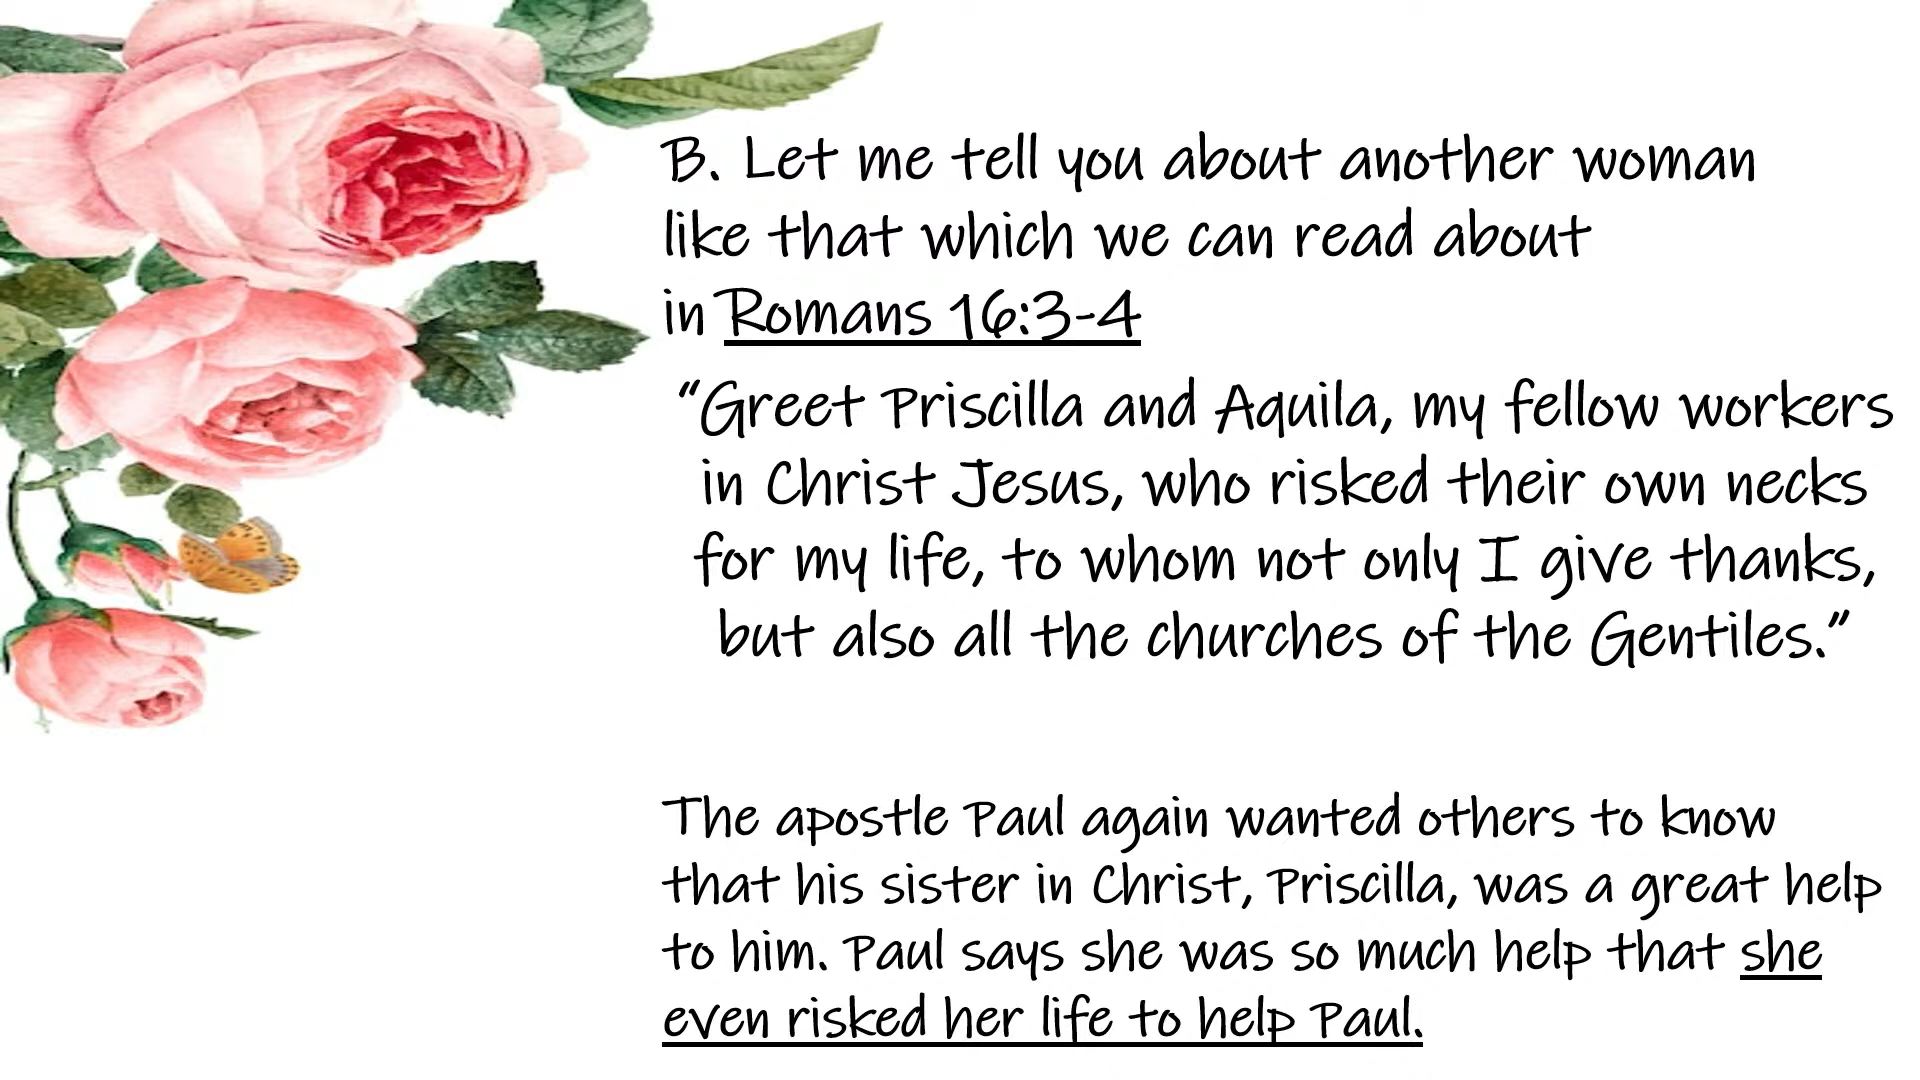 B. Let me tell you about another woman
like that which we can read about
in Romans 16:3-4
“Greet Priscilla and Aquila, my fellow workers
in Christ Jesus, who risked their own necks
for my life, to whom not only I give thanks,
but also all the churches of the Gentiles.”
The apostle Paul again wanted others to know
that his sister in Christ, Priscilla, was a great help
to him. Paul says she was so much help that she
even risked her life to help Paul.